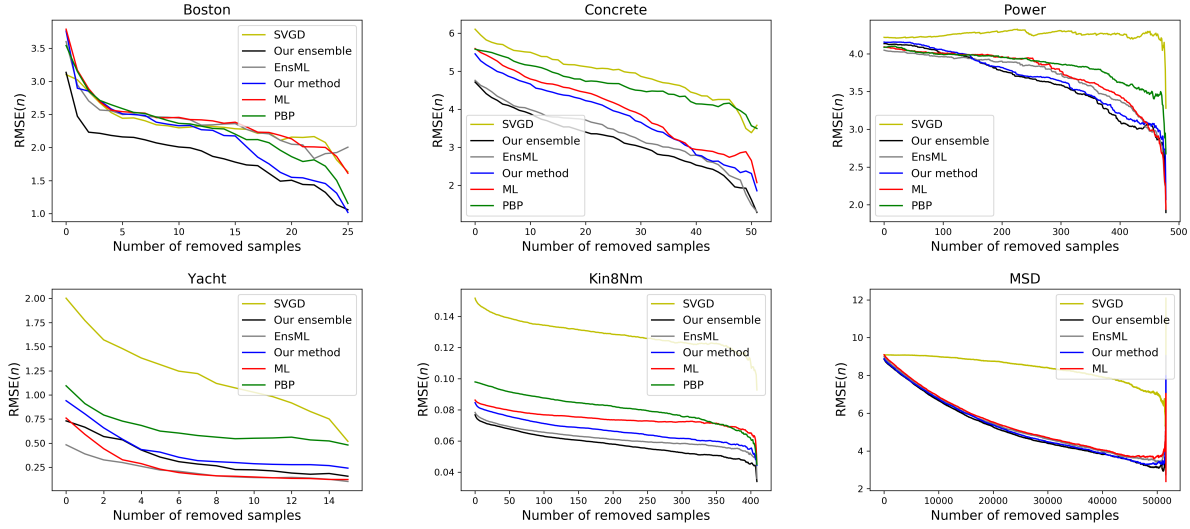 Boston
RMSE(n)
3.5
3.0
2.5
2.0
1.5
1.0
SVGD
Our ensemble
EnsML
Our method
ML
PBP
0 5 10 15 20 25
Number of removed samples
Concrete
RMSE(n)
6
5
4
3
2
SVGD
Our ensemble
EnsML
Our method
ML
PBP
0 10 20 30 40 50
Number of removed samples
Power
RMSE(n)
4.0
3.5
3.0
2.5
2.0
SVGD
Our ensemble
EnsML
Our method
ML
PBP
0 100 200 300 400 500
Number of removed samples
Yacht
RMSE(n)
2.00
1.75
1.50
1.25
1.00
0.75
0.50
0.25
SVGD
Our ensemble
EnsML
Our method
ML
PBP
0 2 4 6 8 10 12 14
Number of removed samples
Kin8Nm
RMSE(n)
0.14
0.12
0.10
0.08
0.06
0.04
SVGD
Our ensemble
EnsML
Our method
ML
PBP
0 50 100 150 200 250 300 350 400
Number of removed samples
MSD
RMSE(n)
12
10
8
6
4
2
SVGD
Our ensemble
EnsML
Our method
ML
0 10000 20000 30000 40000 50000
Number of removed samples